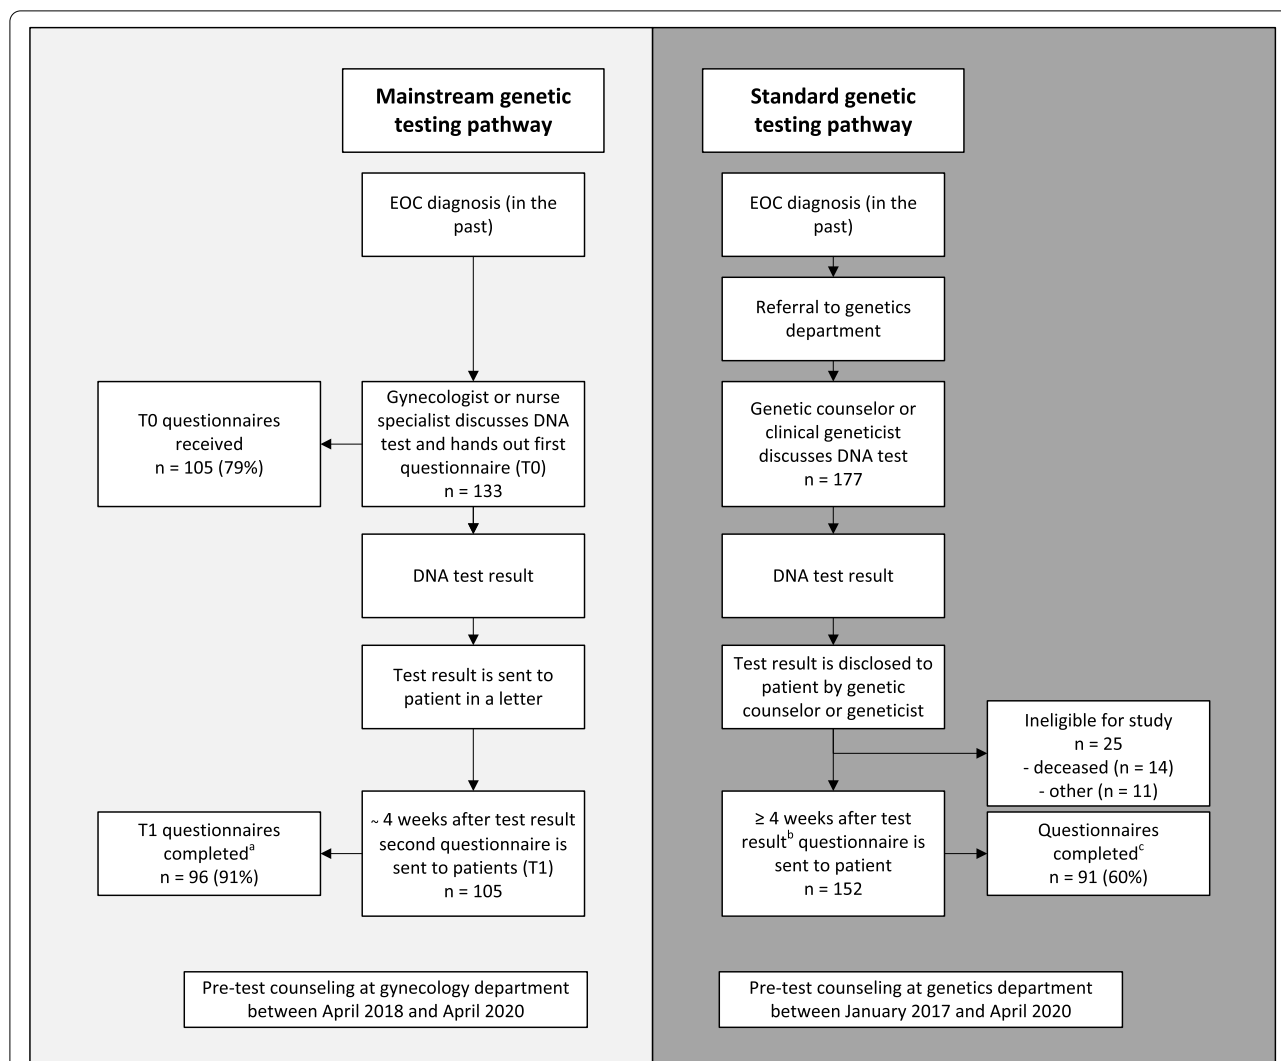 Mainstream genetic
testing pathway
EOC diagnosis (in the
past)
Gynecologist or nurse
specialist discusses DNA
test and hands out first
questionnaire (T0)
n = 133
T0 questionnaires
received
n = 105 (79%)
DNA test result
Test result is sent to
patient in a letter
~ 4 weeks after test result
second questionnaire is
sent to patients (T1)
n = 105
T1 questionnaires
completedᵃ
n = 96 (91%)
Pre-test counseling at gynecology department
between April 2018 and April 2020
Standard genetic
testing pathway
EOC diagnosis (in the
past)
Referral to genetics
department
Genetic counselor or
clinical geneticist
discusses DNA test
n = 177
DNA test result
Test result is disclosed to
patient by genetic
counselor or geneticist
Ineligible for study
n = 25
- deceased (n = 14)
- other (n = 11)
≥ 4 weeks after test
resultᵇ questionnaire is
sent to patient
n = 152
Questionnaires
completedᶜ
n = 91 (60%)
Pre-test counseling at genetics department
between January 2017 and April 2020